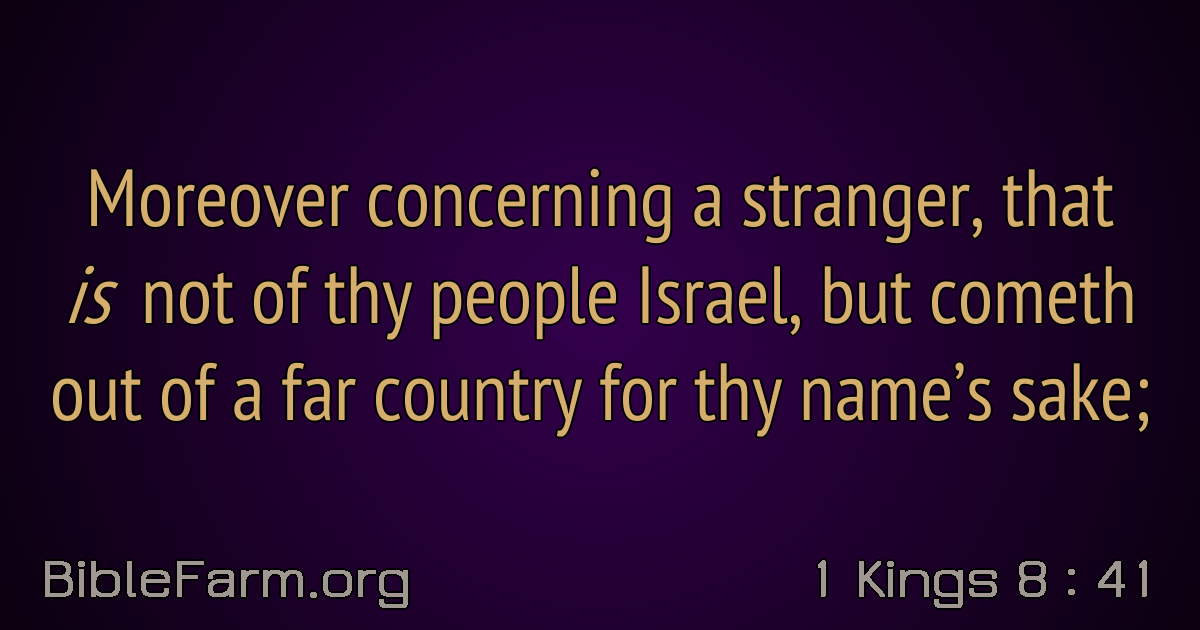 Moreover concerning a stranger, that
is not of thy people Israel, but cometh
out of a far country for thy name’s sake;
BibleFarm.org
1 Kings 8 : 41